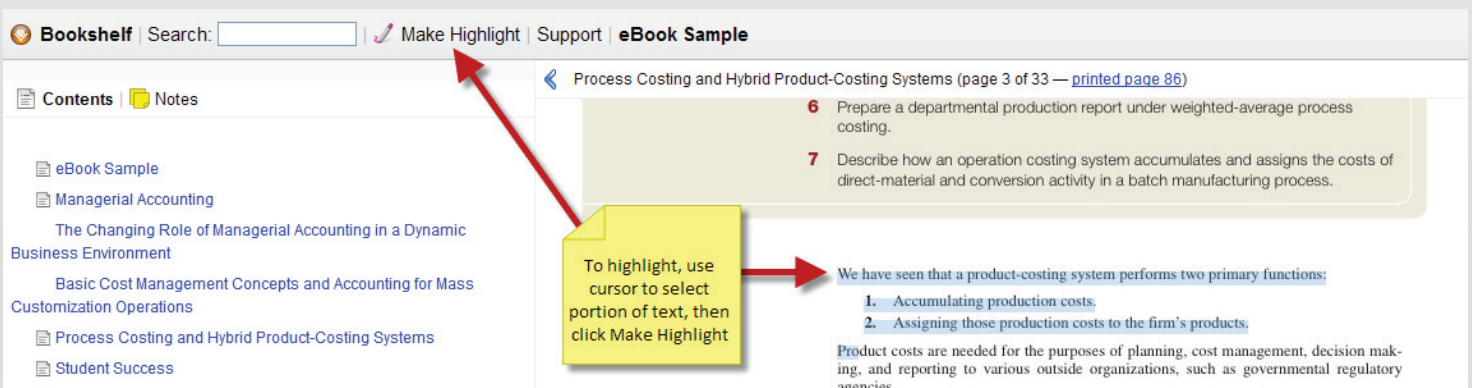 Bookshelf | Search: | Make Highlight | Support | eBook Sample
Contents | Notes
eBook Sample
Managerial Accounting
The Changing Role of Managerial Accounting in a Dynamic
Business Environment
Basic Cost Management Concepts and Accounting for Mass
Customization Operations
Process Costing and Hybrid Product-Costing Systems
Student Success
Process Costing and Hybrid Product-Costing Systems (page 3 of 33 — printed page 86)
6 Prepare a departmental production report under weighted-average process
costing.
7 Describe how an operation costing system accumulates and assigns the costs of
direct-material and conversion activity in a batch manufacturing process.
To highlight, use
cursor to select
portion of text, then
click Make Highlight
We have seen that a product-costing system performs two primary functions:
1. Accumulating production costs.
2. Assigning those production costs to the firm's products.
Product costs are needed for the purposes of planning, cost management, decision mak-
ing, and reporting to various outside organizations, such as governmental regulatory
agencies